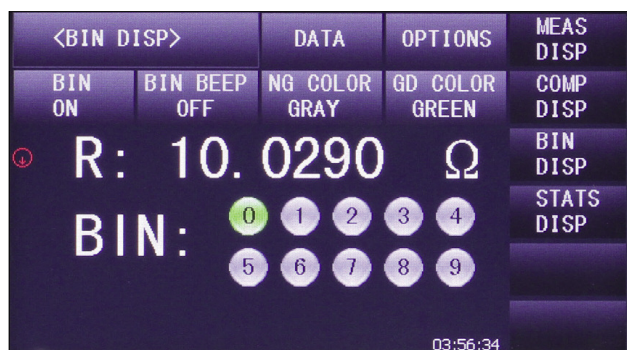 <BIN DISP> DATA OPTIONS MEAS DISP
BIN ON BIN BEEP OFF NG COLOR GRAY GD COLOR GREEN COMP DISP
R: 10.0290 Ω BIN DISP
BIN: 0 1 2 3 4 STATS DISP
5 6 7 8 9
03:56:34